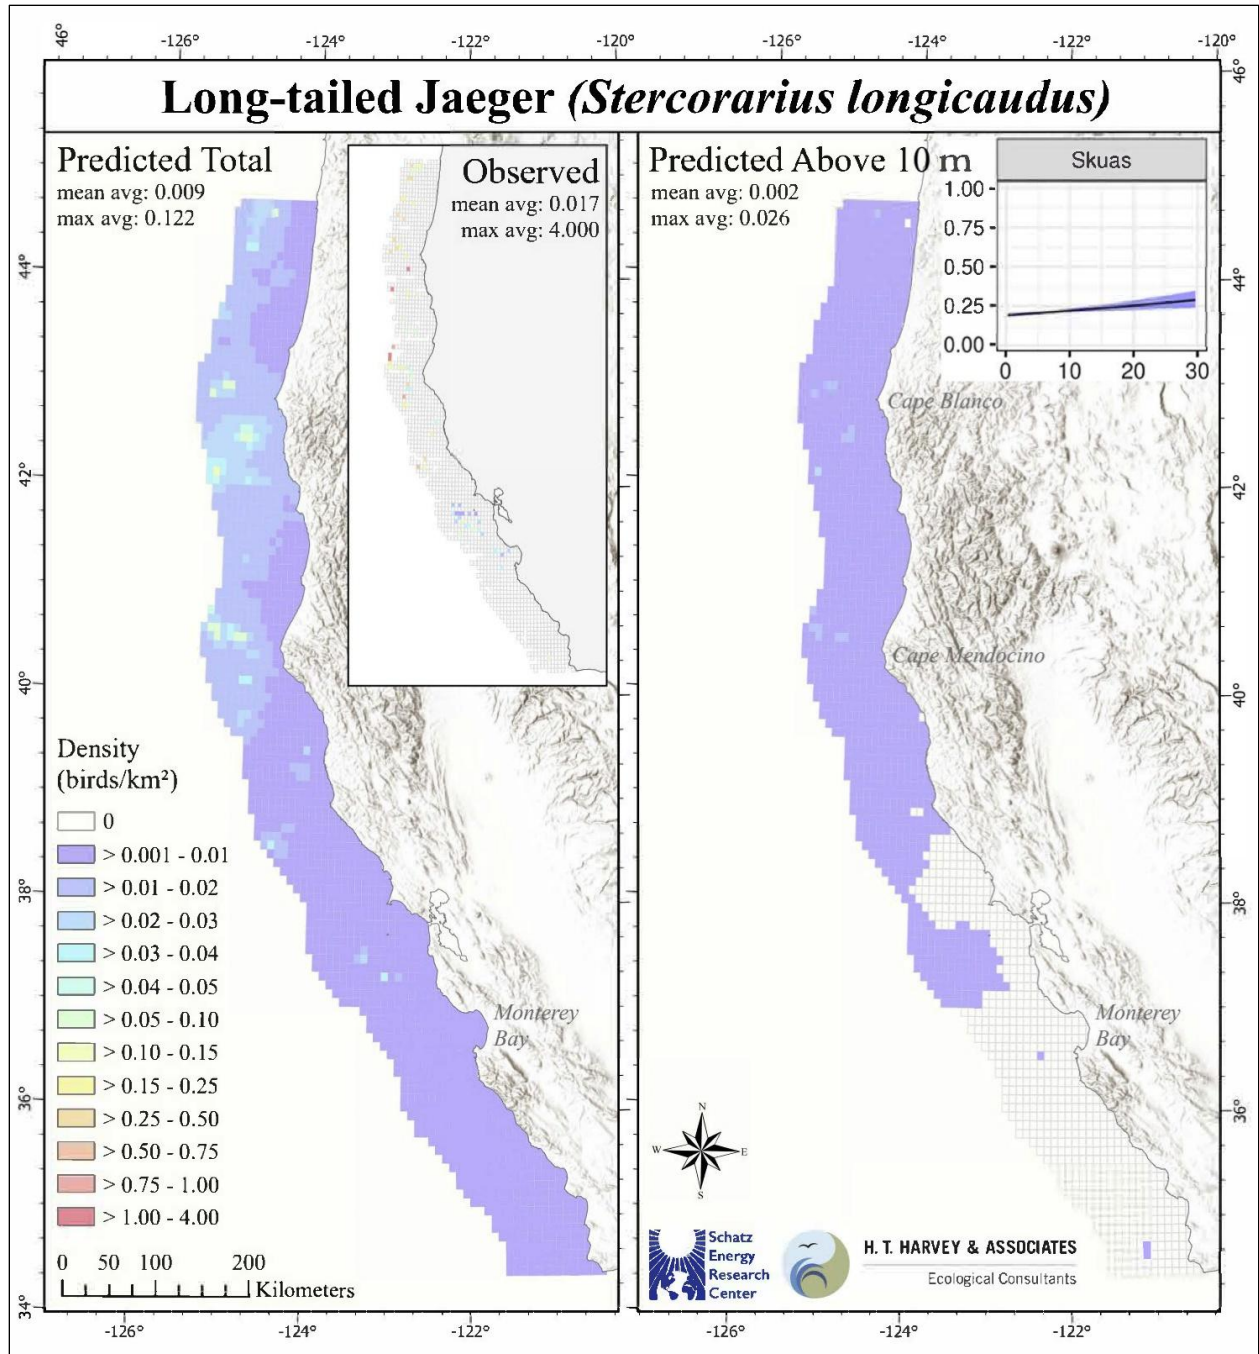 46°
-126°
-124°
-122°
-120°
-126°
-124°
-122°
-120°
46°
Long-tailed Jaeger (Stercorarius longicaudus)
Predicted Total
mean avg: 0.009
max avg: 0.122
Observed
mean avg: 0.017
max avg: 4.000
Predicted Above 10 m
mean avg: 0.002
max avg: 0.026
Skuas
1.00
0.75
0.50
0.25
0.00
0
10
20
30
44°
42°
40°
38°
36°
34°
44°
42°
40°
38°
36°
Cape Blanco
Cape Mendocino
Monterey
Bay
Monterey
Bay
Density
(birds/km²)
0
> 0.001 - 0.01
> 0.01 - 0.02
> 0.02 - 0.03
> 0.03 - 0.04
> 0.04 - 0.05
> 0.05 - 0.10
> 0.10 - 0.15
> 0.15 - 0.25
> 0.25 - 0.50
> 0.50 - 0.75
> 0.75 - 1.00
> 1.00 - 4.00
0 50 100 200
Kilometers
N
W E
S
Schatz
Energy
Research
Center
H. T. HARVEY & ASSOCIATES
Ecological Consultants
-126°
-124°
-122°
-126°
-124°
-122°